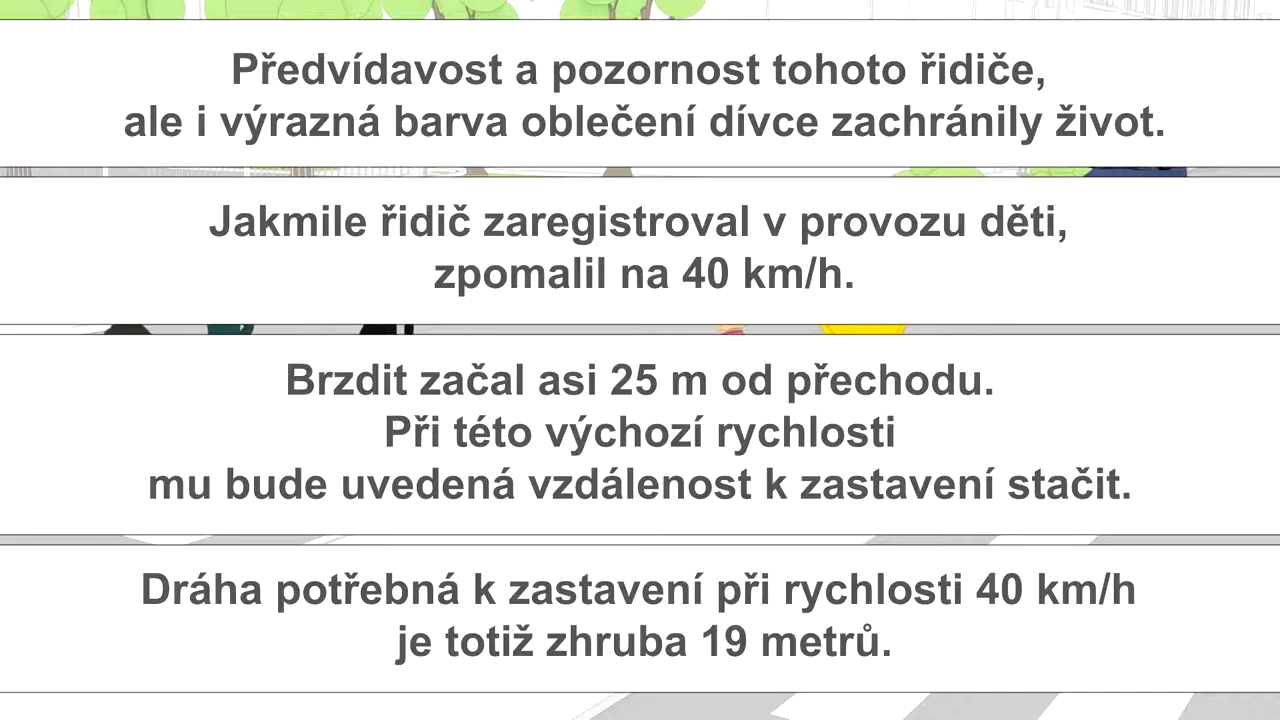 Předvídavost a pozornost tohoto řidiče,
ale i výrazná barva oblečení dívce zachránily život.
Jakmile řidič zaregistroval v provozu děti,
zpomalil na 40 km/h.
Brzdit začal asi 25 m od přechodu.
Při této výchozí rychlosti
mu bude uvedená vzdálenost k zastavení stačit.
Dráha potřebná k zastavení při rychlosti 40 km/h
je totiž zhruba 19 metrů.